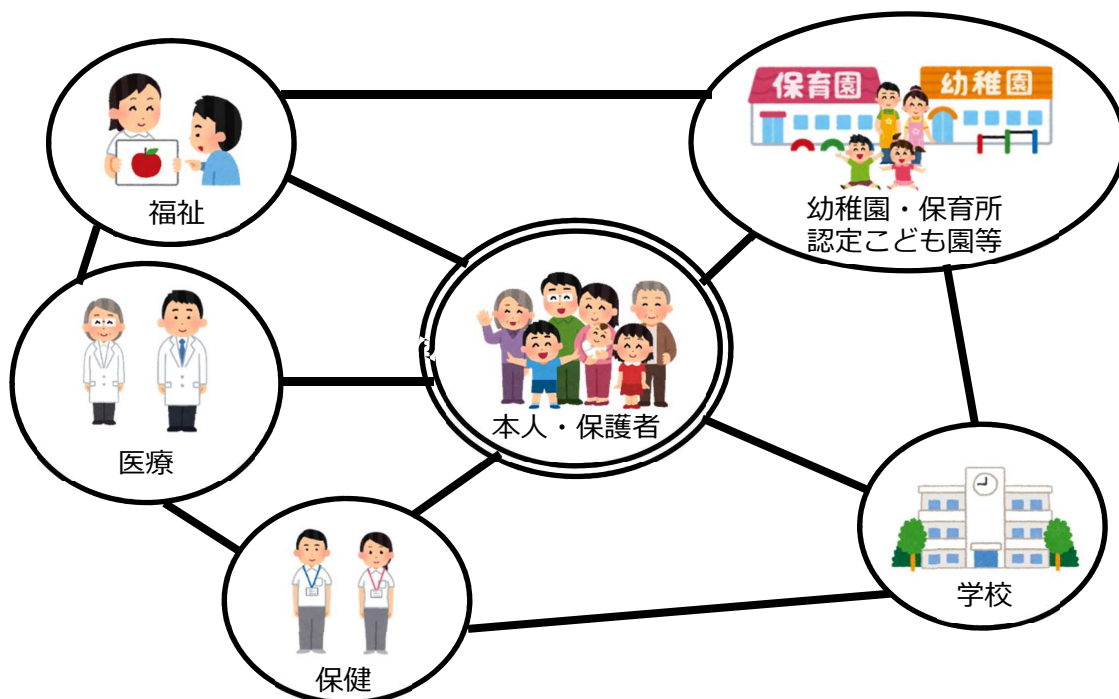 福祉
保育園
幼稚園
幼稚園・保育所
認定こども園等
本人・保護者
医療
学校
保健